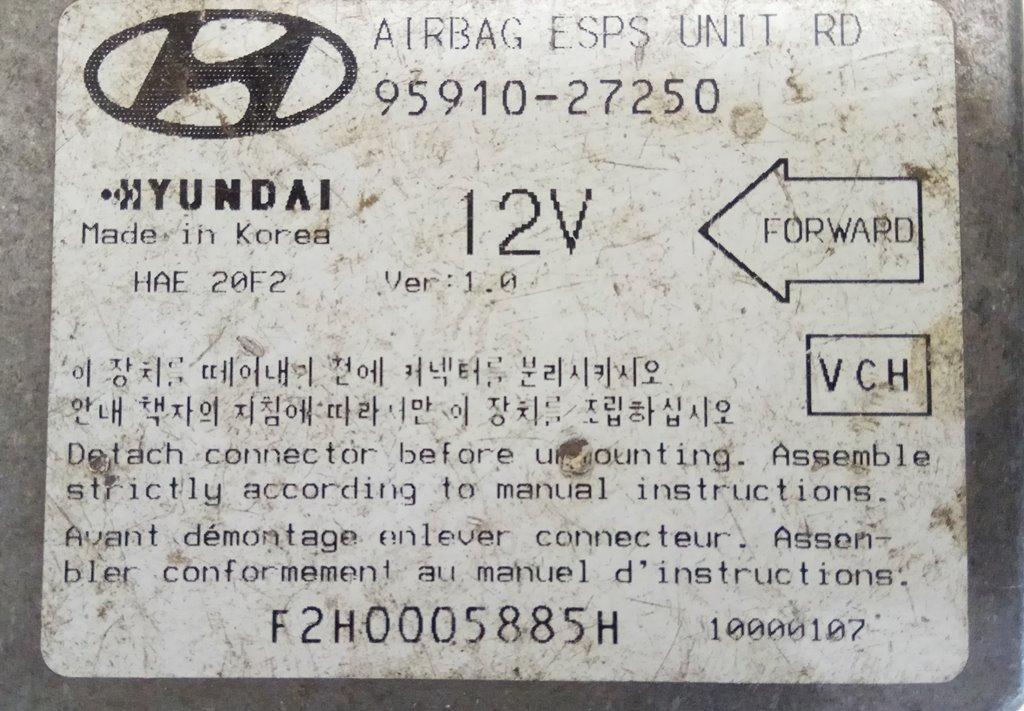 AIRBAG ESPS UNIT RD
95910-27250
HYUNDAI
12V
FORWARD
Made in Korea
HAE 20F2
Ver:1.0
이 장치를 떼어내기 전에 커넥터를 분리시키시오
VCH
안내 책자의 지침에 따라서만 이 장치를 조립하십시오
Detach connector before unmounting. Assemble
strictly according to manual instructions.
Avant démontage enlever connecteur. Assem-
bler conformement au manuel d'instructions.
F2H0005885H
10000107